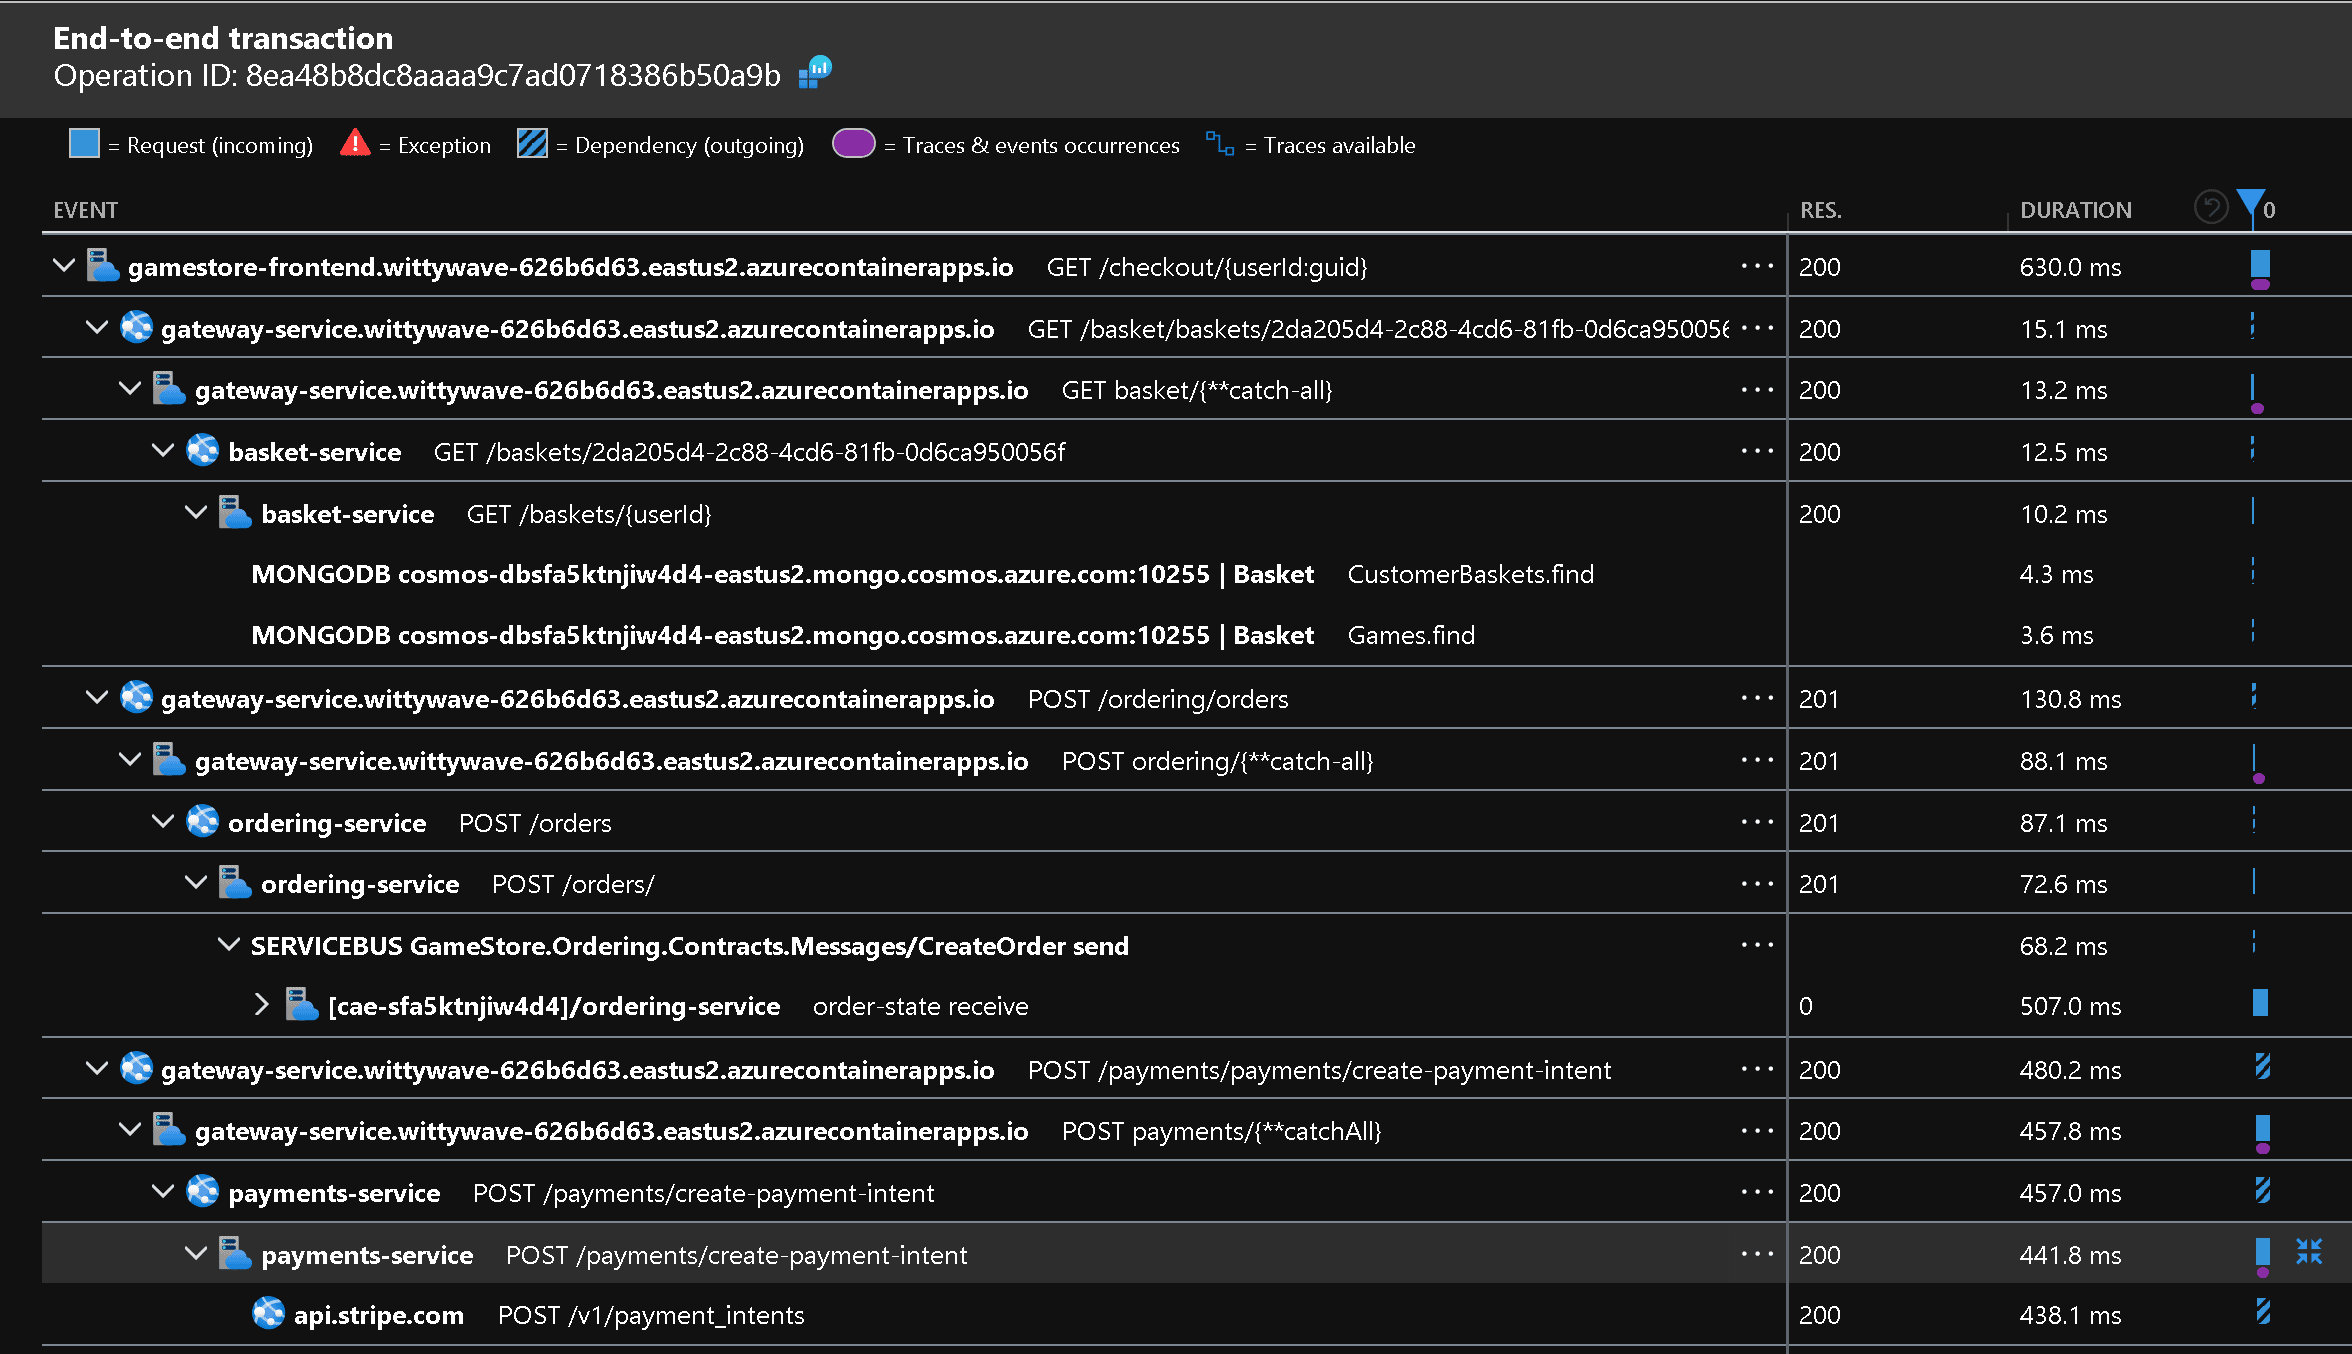 End-to-end transaction
Operation ID: 8ea48b8dc8aaaa9c7ad0718386b50a9b
= Request (incoming) = Exception = Dependency (outgoing) = Traces & events occurrences = Traces available
EVENT RES. DURATION 0
gamestore-frontend.wittywave-626b6d63.eastus2.azurecontainerapps.io GET /checkout/{userId:guid} ··· 200 630.0 ms
gateway-service.wittywave-626b6d63.eastus2.azurecontainerapps.io GET /basket/baskets/2da205d4-2c88-4cd6-81fb-0d6ca950056 ··· 200 15.1 ms
gateway-service.wittywave-626b6d63.eastus2.azurecontainerapps.io GET basket/{**catch-all} ··· 200 13.2 ms
basket-service GET /baskets/2da205d4-2c88-4cd6-81fb-0d6ca950056f ··· 200 12.5 ms
basket-service GET /baskets/{userId} 200 10.2 ms
MONGODB cosmos-dbsfa5ktnjiw4d4-eastus2.mongo.cosmos.azure.com:10255 | Basket CustomerBaskets.find 4.3 ms
MONGODB cosmos-dbsfa5ktnjiw4d4-eastus2.mongo.cosmos.azure.com:10255 | Basket Games.find 3.6 ms
gateway-service.wittywave-626b6d63.eastus2.azurecontainerapps.io POST /ordering/orders ··· 201 130.8 ms
gateway-service.wittywave-626b6d63.eastus2.azurecontainerapps.io POST ordering/{**catch-all} ··· 201 88.1 ms
ordering-service POST /orders ··· 201 87.1 ms
ordering-service POST /orders/ ··· 201 72.6 ms
SERVICEBUS GameStore.Ordering.Contracts.Messages/CreateOrder send ··· 68.2 ms
[cae-sfa5ktnjiw4d4]/ordering-service order-state receive 0 507.0 ms
gateway-service.wittywave-626b6d63.eastus2.azurecontainerapps.io POST /payments/payments/create-payment-intent ··· 200 480.2 ms
gateway-service.wittywave-626b6d63.eastus2.azurecontainerapps.io POST payments/{**catchAll} ··· 200 457.8 ms
payments-service POST /payments/create-payment-intent ··· 200 457.0 ms
payments-service POST /payments/create-payment-intent ··· 200 441.8 ms
api.stripe.com POST /v1/payment_intents 200 438.1 ms